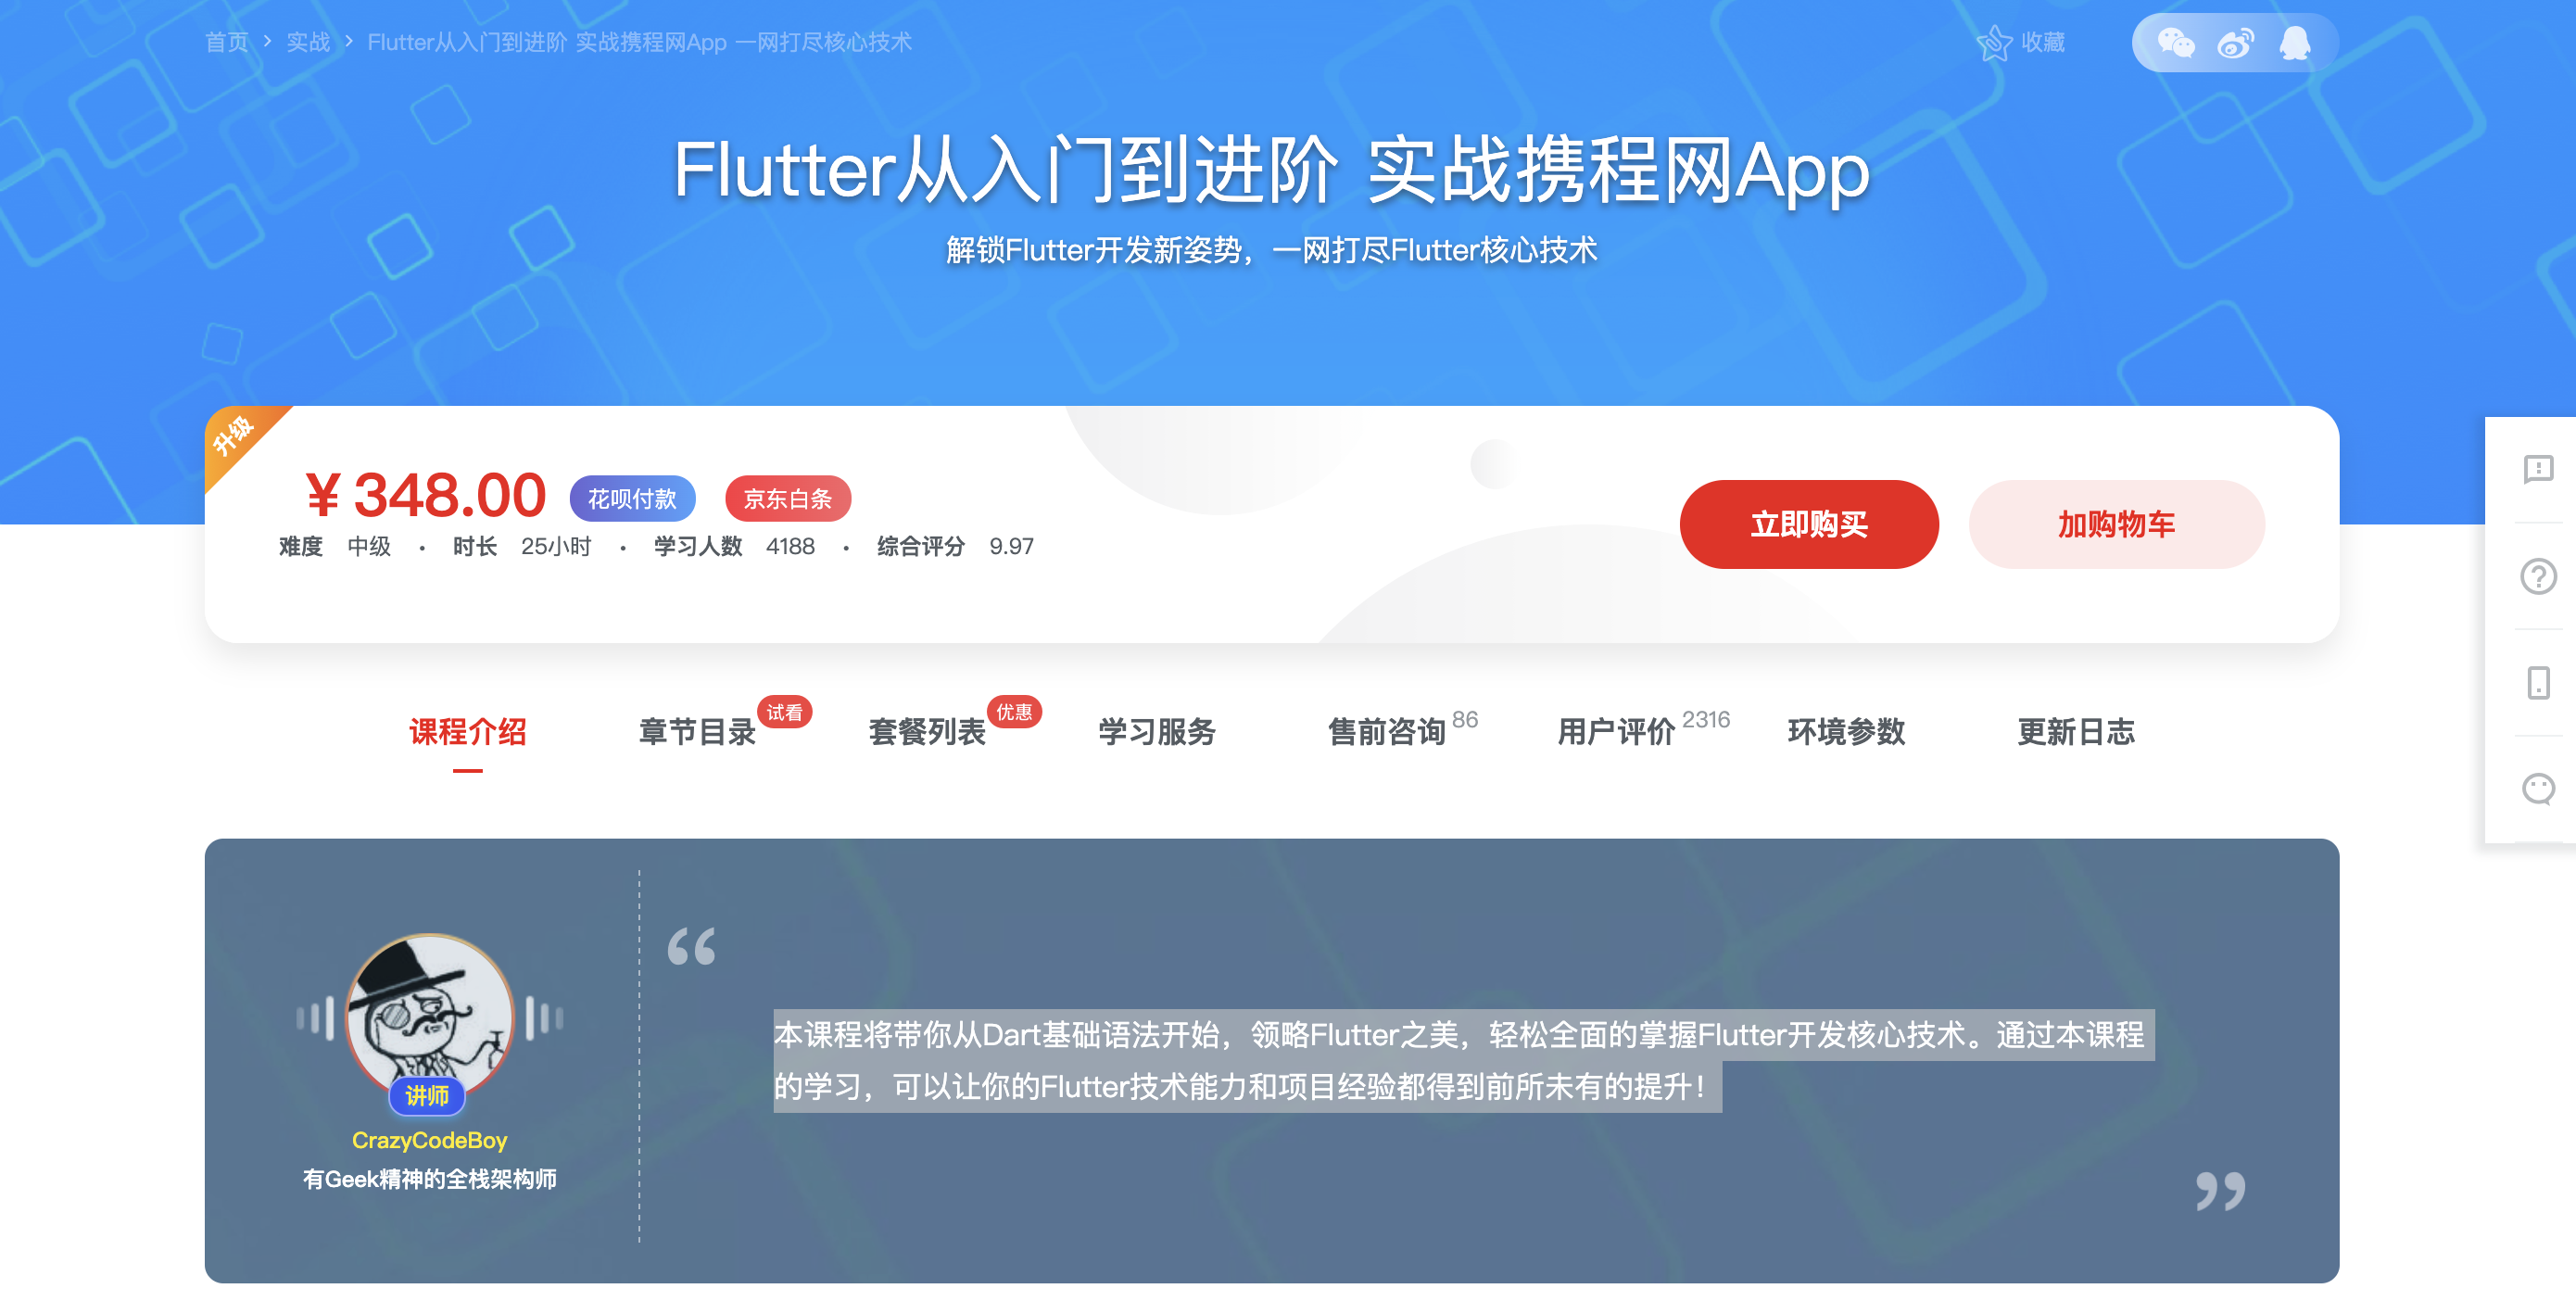 首页 > 实战 > Flutter从入门到进阶 实战携程网App 一网打尽核心技术
收藏
Flutter从入门到进阶 实战携程网App
解锁Flutter开发新姿势，一网打尽Flutter核心技术
升级
¥348.00 花呗付款 京东白条
难度 中级 · 时长 25小时 · 学习人数 4188 · 综合评分 9.97
立即购买 加购物车
课程介绍 章节目录 试看 套餐列表 优惠 学习服务 售前咨询 86 用户评价 2316 环境参数 更新日志
讲师
CrazyCodeBoy
有Geek精神的全栈架构师
“
本课程将带你从Dart基础语法开始，领略Flutter之美，轻松全面的掌握Flutter开发核心技术。通过本课程
的学习，可以让你的Flutter技术能力和项目经验都得到前所未有的提升！
”